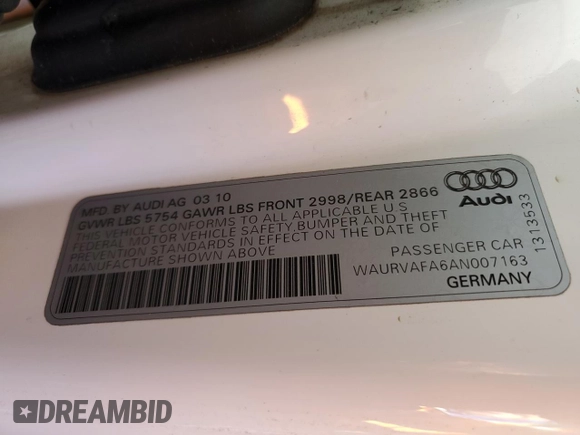 MFD. BY AUDI AG 03 10
GVWR LBS 5754 GAWR LBS FRONT 2998/REAR 2866
THIS VEHICLE CONFORMS TO ALL APPLICABLE U S
FEDERAL MOTOR VEHICLE SAFETY, BUMPER AND THEFT
PREVENTION STANDARDS IN EFFECT ON THE DATE OF
MANUFACTURE SHOWN ABOVE
Audi
1313533
PASSENGER CAR
WAURVAFA6AN007163
GERMANY
DREAMBID